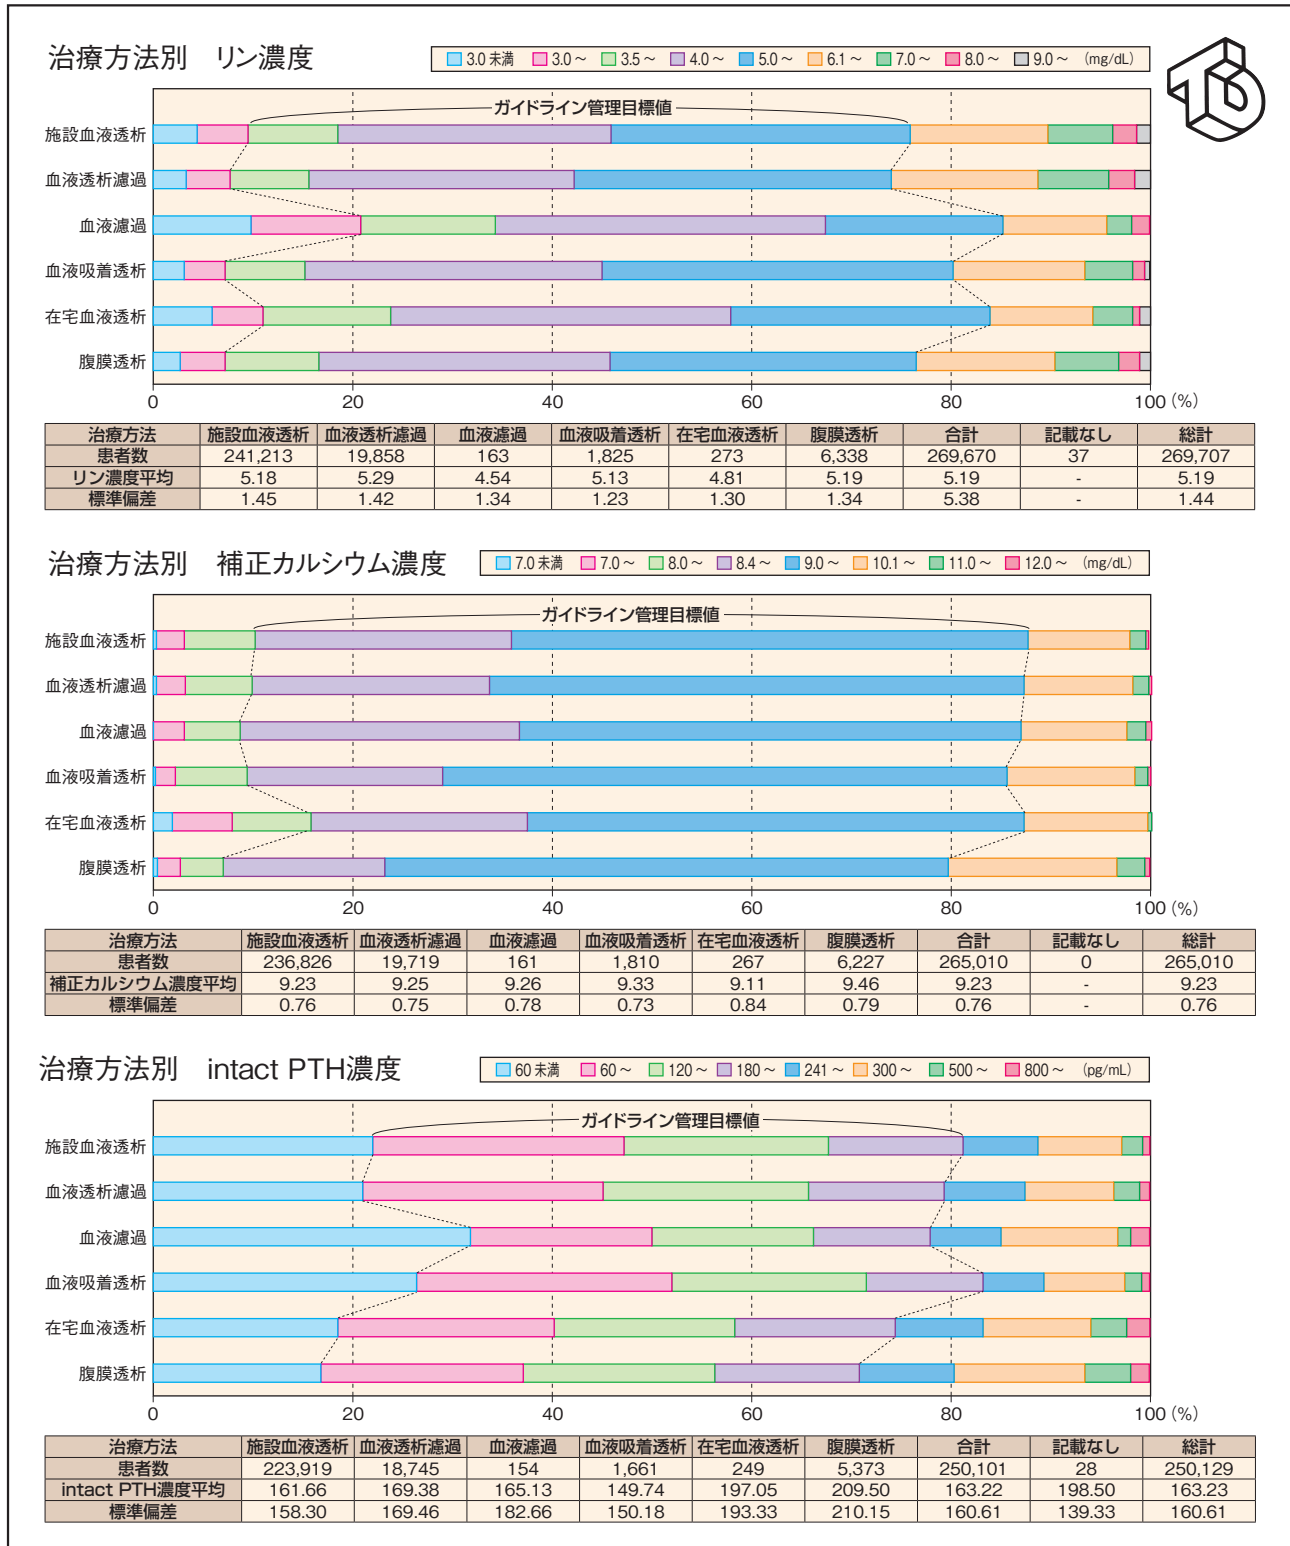 治療方法別　リン濃度
3.0 未満 3.0～ 3.5～ 4.0～ 5.0～ 6.1～ 7.0～ 8.0～ 9.0～ (mg/dL)
ガイドライン管理目標値
施設血液透析
血液透析濾過
血液濾過
血液吸着透析
在宅血液透析
腹膜透析
0 20 40 60 80 100 (%)
治療方法 施設血液透析 血液透析濾過 血液濾過 血液吸着透析 在宅血液透析 腹膜透析 合計 記載なし 総計
患者数 241,213 19,858 163 1,825 273 6,338 269,670 37 269,707
リン濃度平均 5.18 5.29 4.54 5.13 4.81 5.19 5.19 - 5.19
標準偏差 1.45 1.42 1.34 1.23 1.30 1.34 5.38 - 1.44
治療方法別　補正カルシウム濃度
7.0 未満 7.0～ 8.0～ 8.4～ 9.0～ 10.1～ 11.0～ 12.0～ (mg/dL)
ガイドライン管理目標値
施設血液透析
血液透析濾過
血液濾過
血液吸着透析
在宅血液透析
腹膜透析
0 20 40 60 80 100 (%)
治療方法 施設血液透析 血液透析濾過 血液濾過 血液吸着透析 在宅血液透析 腹膜透析 合計 記載なし 総計
患者数 236,826 19,719 161 1,810 267 6,227 265,010 0 265,010
補正カルシウム濃度平均 9.23 9.25 9.26 9.33 9.11 9.46 9.23 - 9.23
標準偏差 0.76 0.75 0.78 0.73 0.84 0.79 0.76 - 0.76
治療方法別　intact PTH濃度
60 未満 60～ 120～ 180～ 241～ 300～ 500～ 800～ (pg/mL)
ガイドライン管理目標値
施設血液透析
血液透析濾過
血液濾過
血液吸着透析
在宅血液透析
腹膜透析
0 20 40 60 80 100 (%)
治療方法 施設血液透析 血液透析濾過 血液濾過 血液吸着透析 在宅血液透析 腹膜透析 合計 記載なし 総計
患者数 223,919 18,745 154 1,661 249 5,373 250,101 28 250,129
intact PTH濃度平均 161.66 169.38 165.13 149.74 197.05 209.50 163.22 198.50 163.23
標準偏差 158.30 169.46 182.66 150.18 193.33 210.15 160.61 139.33 160.61